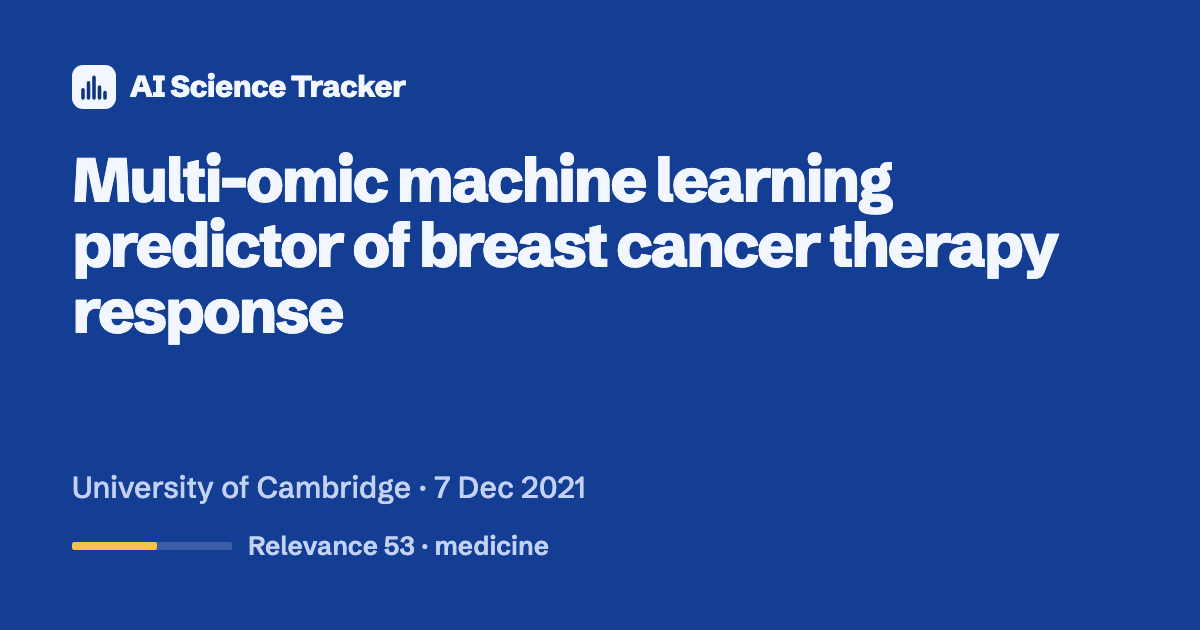 AI Science Tracker
Multi-omic machine learning
predictor of breast cancer therapy
response
University of Cambridge · 7 Dec 2021
Relevance 53 · medicine